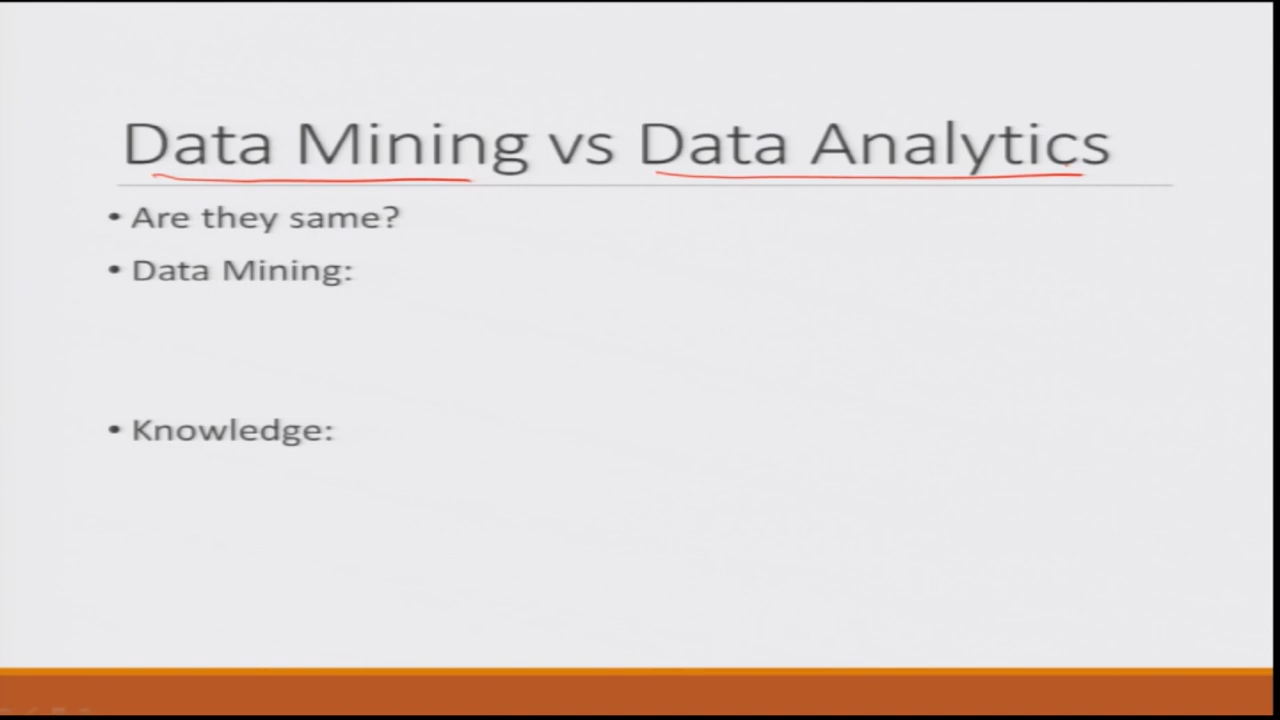 Data Mining vs Data Analytics
• Are they same?
• Data Mining:
• Knowledge: